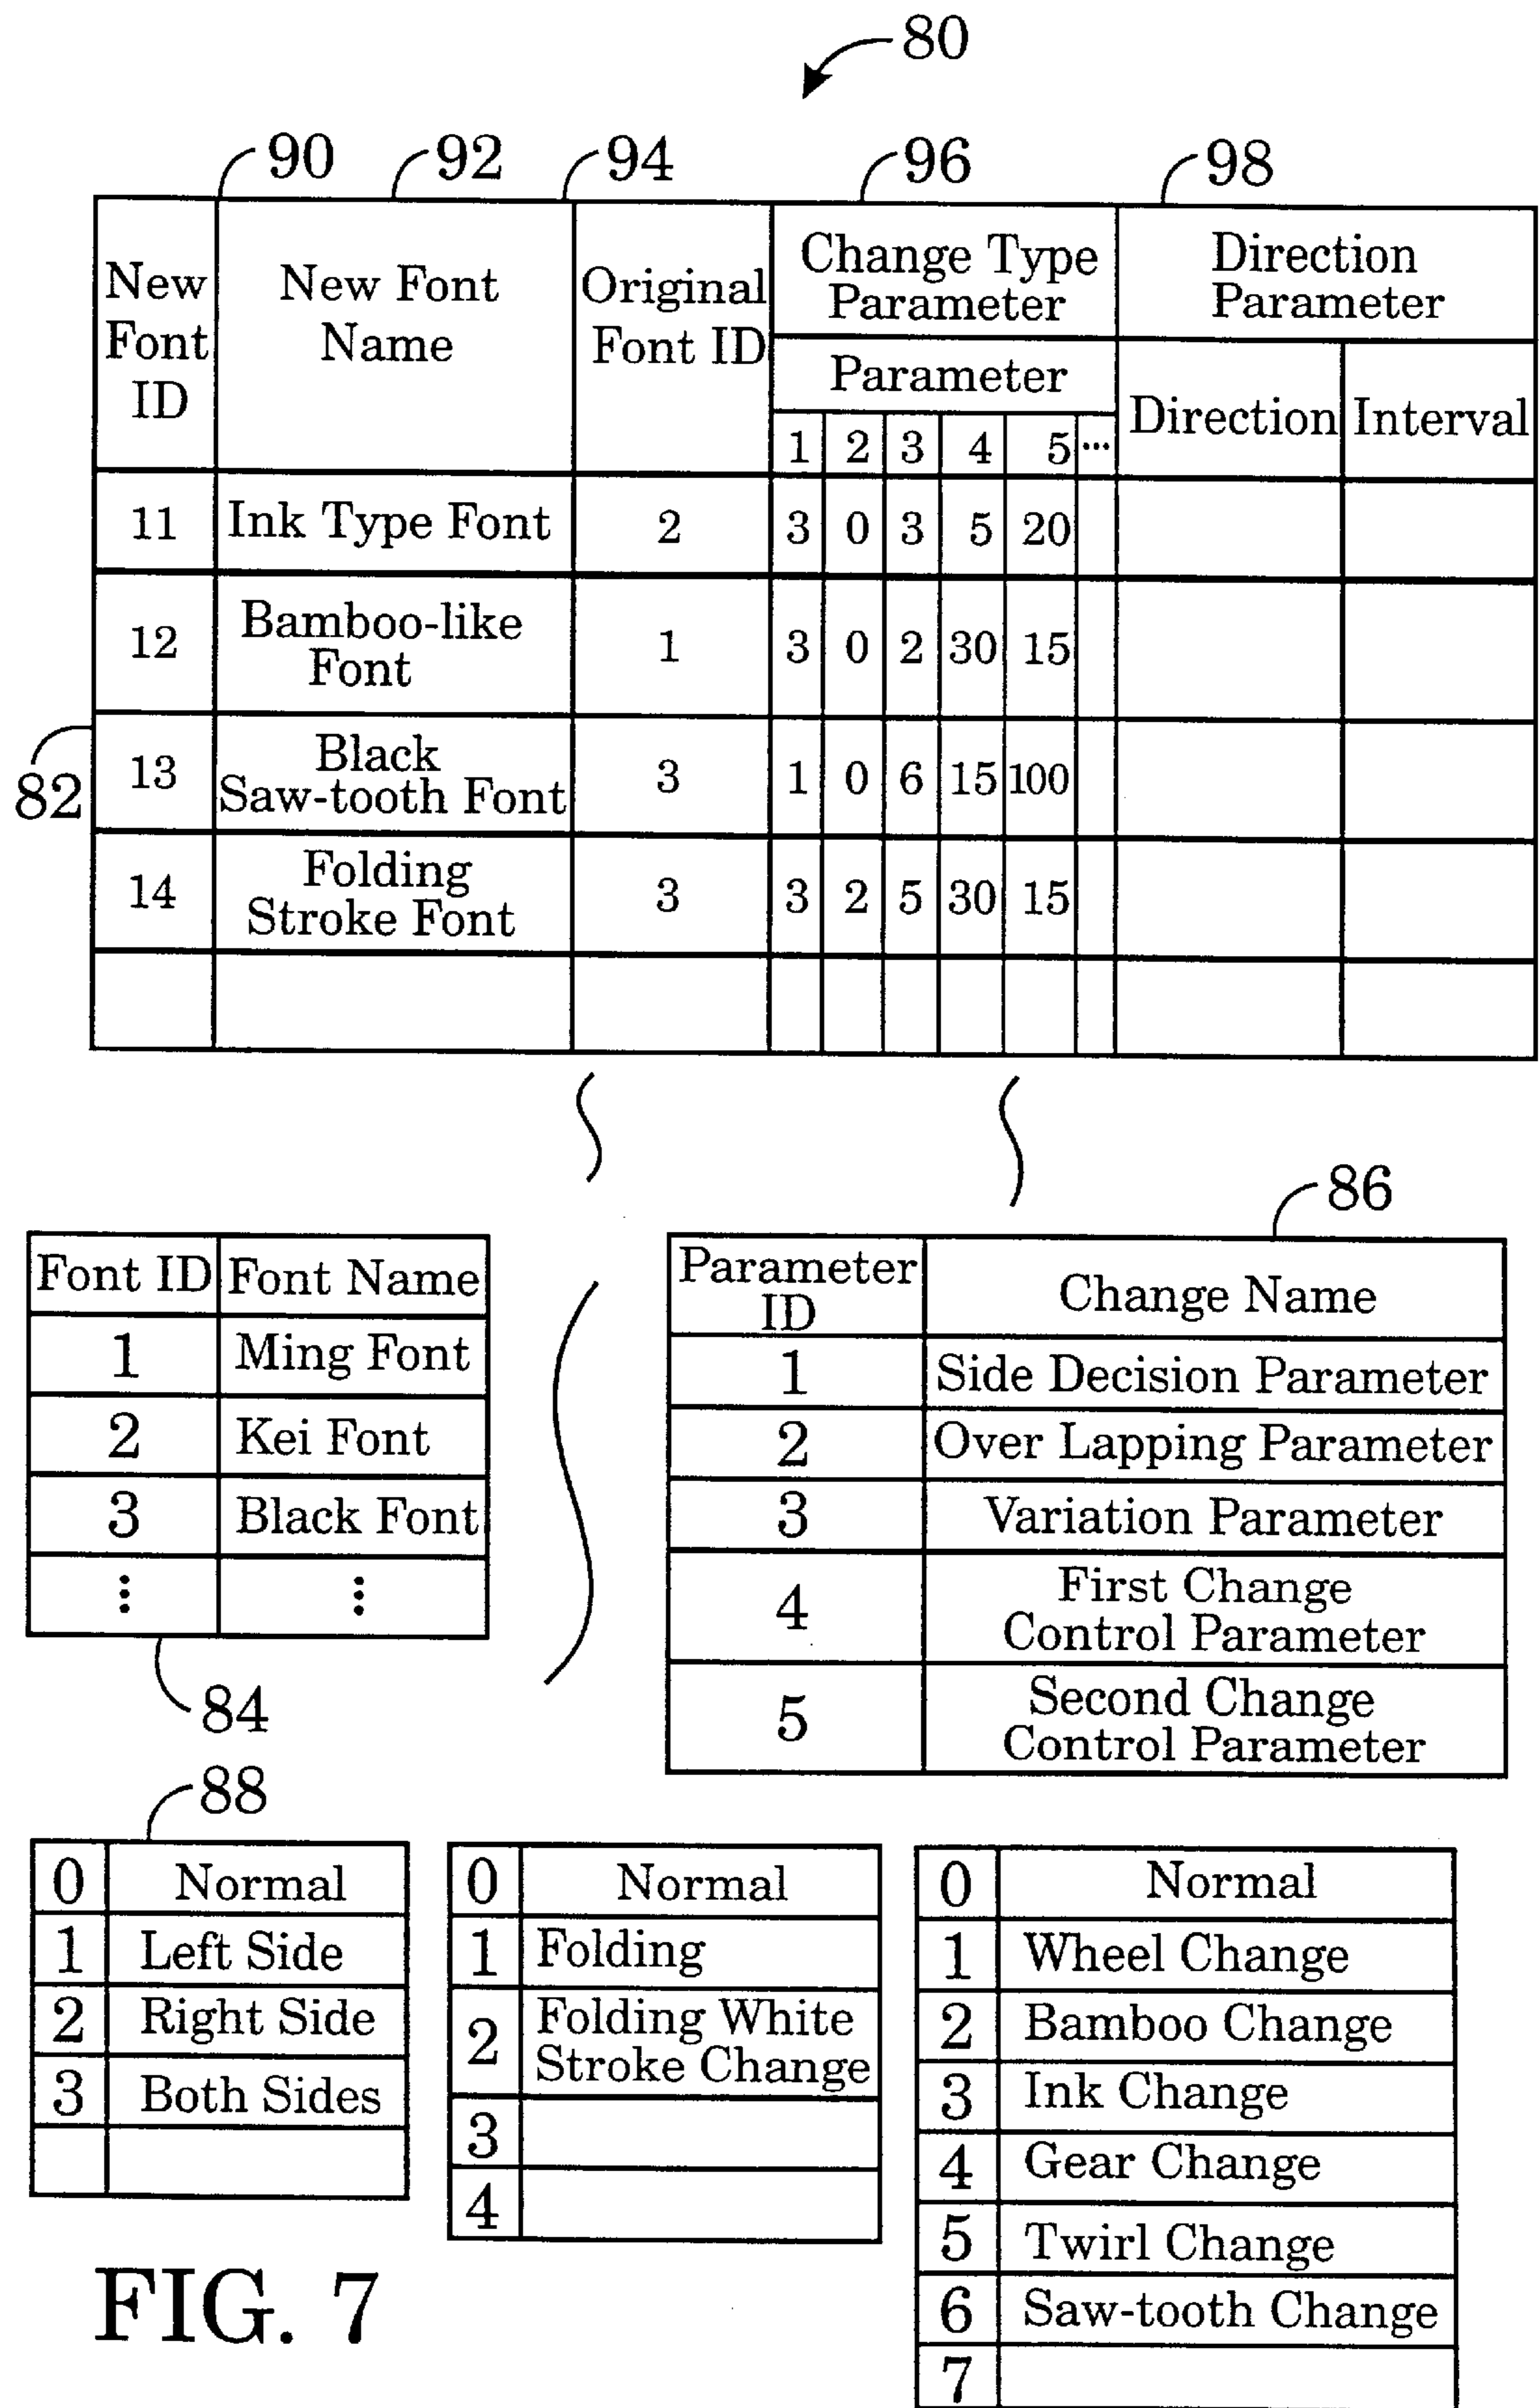 80
90 92 94 96 98
New Font ID New Font Name Original Font ID Change Type Parameter Direction Parameter
Parameter Direction Interval
1 2 3 4 5 ...
11 Ink Type Font 2 3 0 3 5 20
12 Bamboo-like Font 1 3 0 2 30 15
82
13 Black Saw-tooth Font 3 1 0 6 15 100
14 Folding Stroke Font 3 3 2 5 30 15
Font ID Font Name
1 Ming Font
2 Kei Font
3 Black Font
⋮ ⋮
84
86
Parameter ID Change Name
1 Side Decision Parameter
2 Over Lapping Parameter
3 Variation Parameter
4 First Change Control Parameter
5 Second Change Control Parameter
88
0 Normal
1 Left Side
2 Right Side
3 Both Sides
0 Normal
1 Folding
2 Folding White Stroke Change
3
4
0 Normal
1 Wheel Change
2 Bamboo Change
3 Ink Change
4 Gear Change
5 Twirl Change
6 Saw-tooth Change
7
FIG. 7